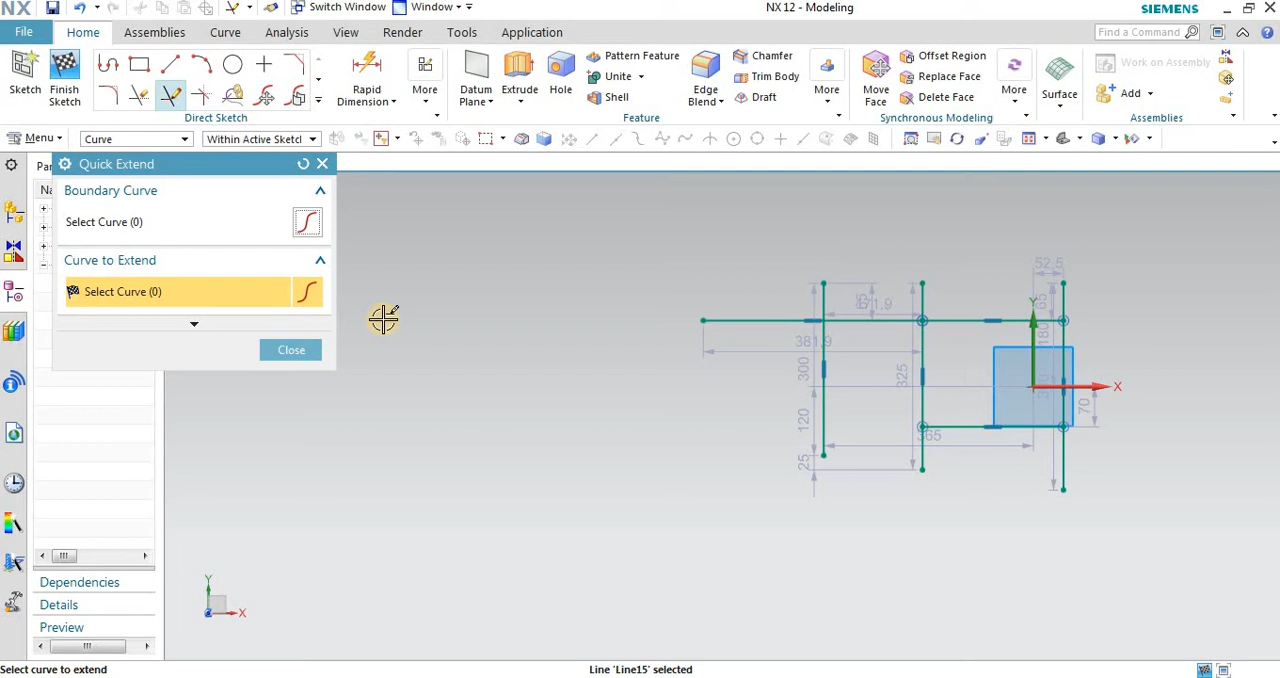 NX
Switch Window
Window
NX 12 - Modeling
SIEMENS
File
Home
Assemblies
Curve
Analysis
View
Render
Tools
Application
Find a Command
Sketch
Finish Sketch
Rapid Dimension
More
Datum Plane
Extrude
Hole
Pattern Feature
Unite
Shell
Edge Blend
Chamfer
Trim Body
Draft
More
Move Face
Offset Region
Replace Face
Delete Face
More
Surface
Work on Assembly
Add
Direct Sketch
Feature
Synchronous Modeling
Assemblies
Menu
Curve
Within Active Sketcl
Par
Na
Quick Extend
Boundary Curve
Select Curve (0)
Curve to Extend
Select Curve (0)
Close
52,5
Y
65
180
381,9
300
325
X
70
120
365
25
Dependencies
Details
Preview
Y
X
Select curve to extend
Line 'Line15' selected